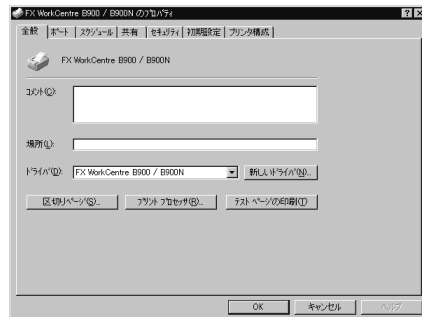 FX WorkCentre B900 / B900N のプロパティ
全般 ポート スケジュール 共有 セキュリティ 初期設定 プリンタ構成
FX WorkCentre B900 / B900N
コメント(C):
場所(L):
ドライバ(D): FX WorkCentre B900 / B900N 新しいドライバ(N)...
区切りページ(S)... プリント プロセッサ(R)... テスト ページの印刷(T)
OK キャンセル ヘルプ